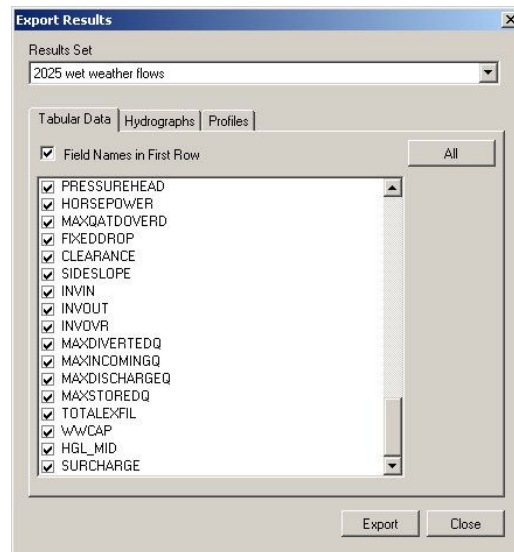 Export Results
Results Set
2025 wet weather flows
Tabular Data Hydrographs Profiles
Field Names in First Row
All
PRESSUREHEAD
HORSEPOWER
MAXQATDOVERD
FIXEDDROP
CLEARANCE
SIDESLOPE
INVIN
INVOUT
INVOVR
MAXDIVERTEDQ
MAXINCOMINGQ
MAXDISCHARGEQ
MAXSTOREDQ
TOTALEXFIL
WWCAP
HGL_MID
SURCHARGE
Export Close